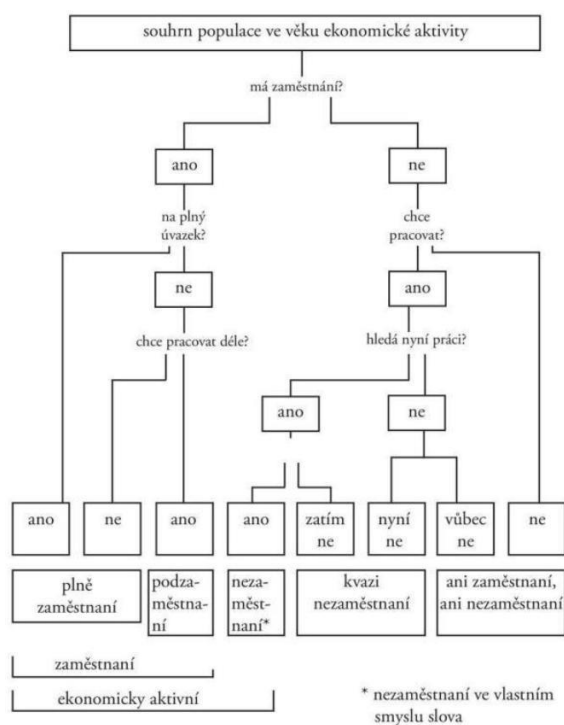 souhrn populace ve věku ekonomické aktivity
má zaměstnání?
ano
ne
na plný
úvazek?
chce
pracovat?
ne
ano
chce pracovat déle?
hledá nyní práci?
ano
ne
ano
ne
ano
ano
zatím
ne
nyní
ne
vůbec
ne
ne
plně
zaměstnaní
podza-
městna-
ní
neza-
měst-
naní*
kvazi
nezaměstnaní
ani zaměstnaní,
ani nezaměstnaní
zaměstnaní
ekonomicky aktivní
* nezaměstnaní ve vlastním
smyslu slova